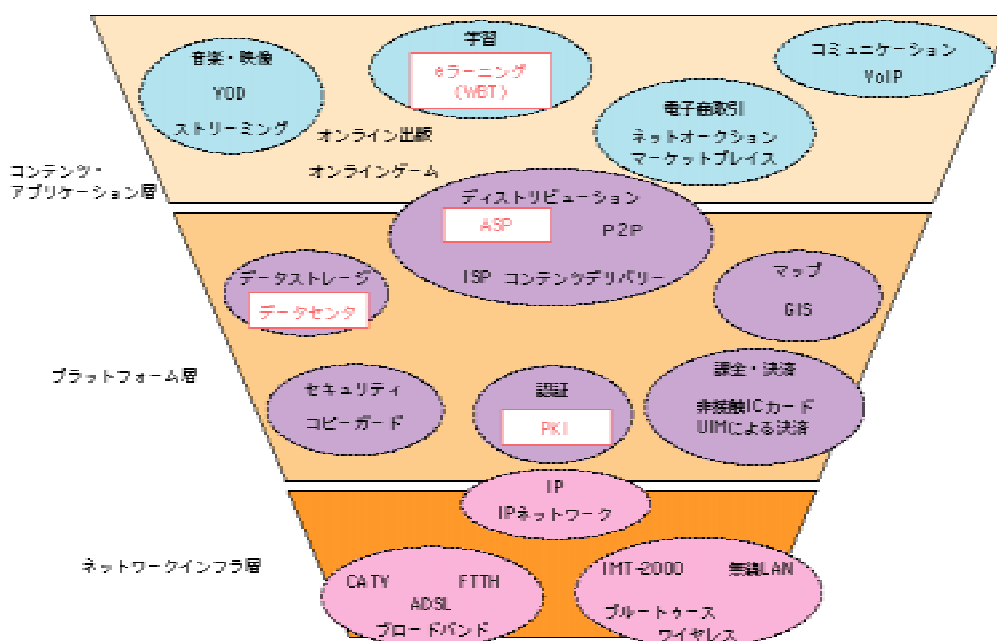 学習
コミュニケーション
VoIP
音楽・映像
VOD
ストリーミング
eラーニング
(WBT)
電子商取引
ネットオークション
マーケットプレイス
オンライン出版
オンラインゲーム
コンテンツ・
アプリケーション層
ディストリビューション
ASP
P2P
ISP コンテンツデリバリー
データストレージ
データセンタ
マップ
GIS
プラットフォーム層
セキュリティ
コピーガード
認証
PKI
課金・決済
非接触ICカード
UIMによる決済
IP
IPネットワーク
ネットワークインフラ層
CATV FTTH
ADSL
ブロードバンド
IMT-2000 無線LAN
ブルートゥース
ワイヤレス